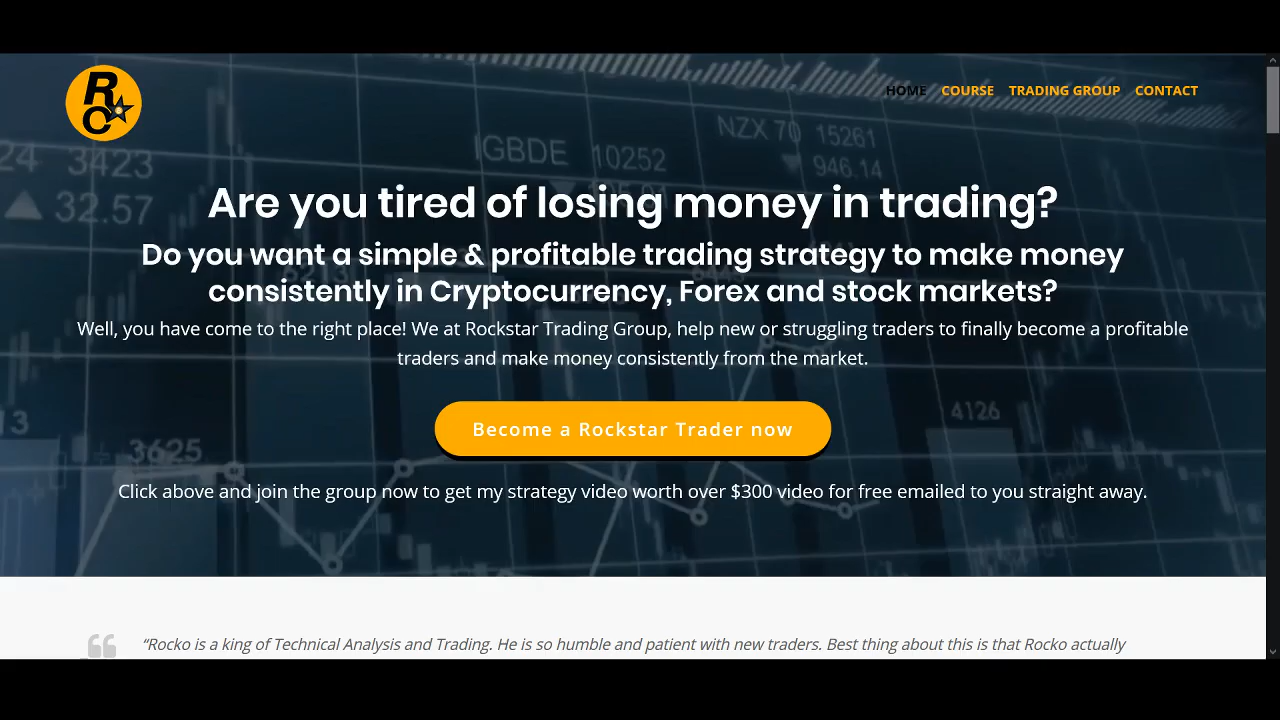 R
C
HOME COURSE TRADING GROUP CONTACT
24 3423
32.57
IGBDE 10252
NZX 70 15261
946.14
Are you tired of losing money in trading?
Do you want a simple & profitable trading strategy to make money
consistently in Cryptocurrency, Forex and stock markets?
Well, you have come to the right place! We at Rockstar Trading Group, help new or struggling traders to finally become a profitable
traders and make money consistently from the market.
13
3625
4126
Become a Rockstar Trader now
Click above and join the group now to get my strategy video worth over $300 video for free emailed to you straight away.
“Rocko is a king of Technical Analysis and Trading. He is so humble and patient with new traders. Best thing about this is that Rocko actually